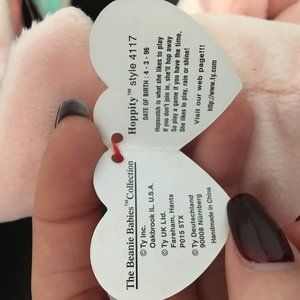 The Beanie Babies™ Collection
© Ty Inc.
Oakbrook IL. U.S.A.
© Ty UK Ltd.
Fareham, Hants
P015 5TX
© Ty Deutschland
90008 Nürnberg
Handmade in China
Hoppity™ style 4117
DATE OF BIRTH : 4 - 3 - 96
Hopscotch is what she likes to play
If you don't join in, she'll hop away
So play a game if you have the time,
She likes to play, rain or shine!
Visit our web page!!!
http://www.ty.com